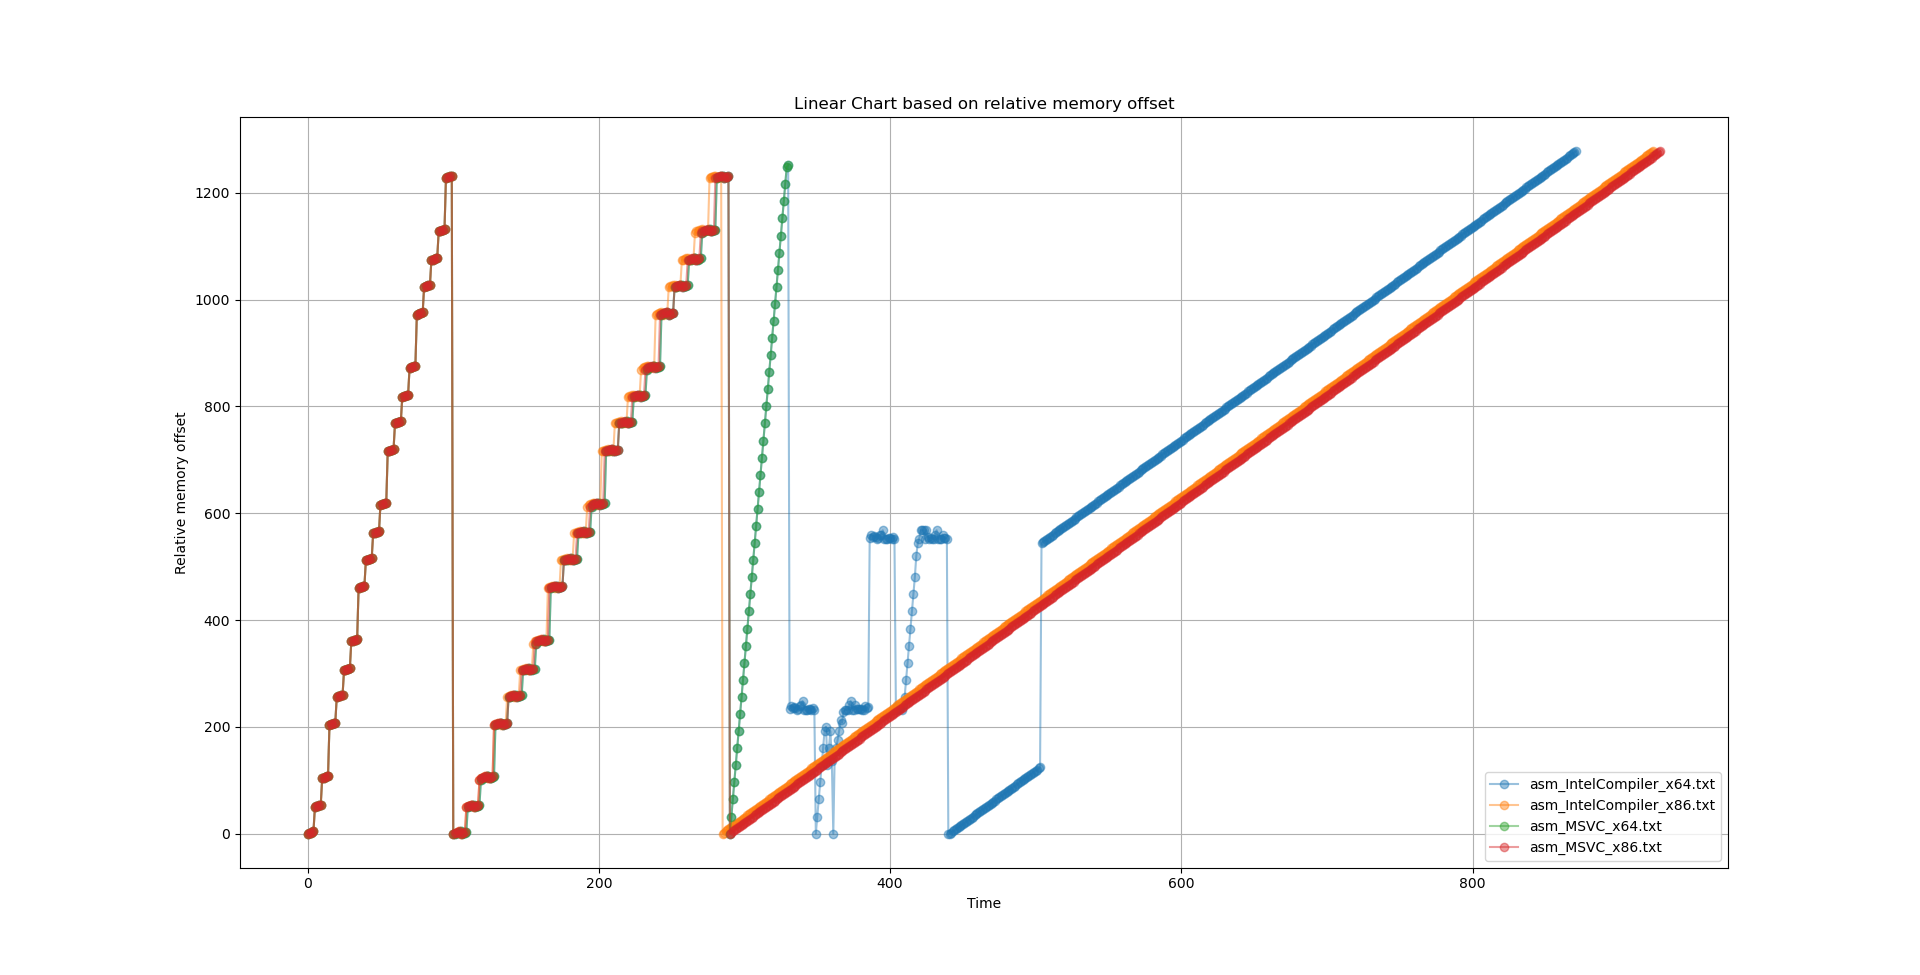 Linear Chart based on relative memory offset
Relative memory offset
1200
1000
800
600
400
200
0
0
200
400
600
800
Time
asm_IntelCompiler_x64.txt
asm_IntelCompiler_x86.txt
asm_MSVC_x64.txt
asm_MSVC_x86.txt